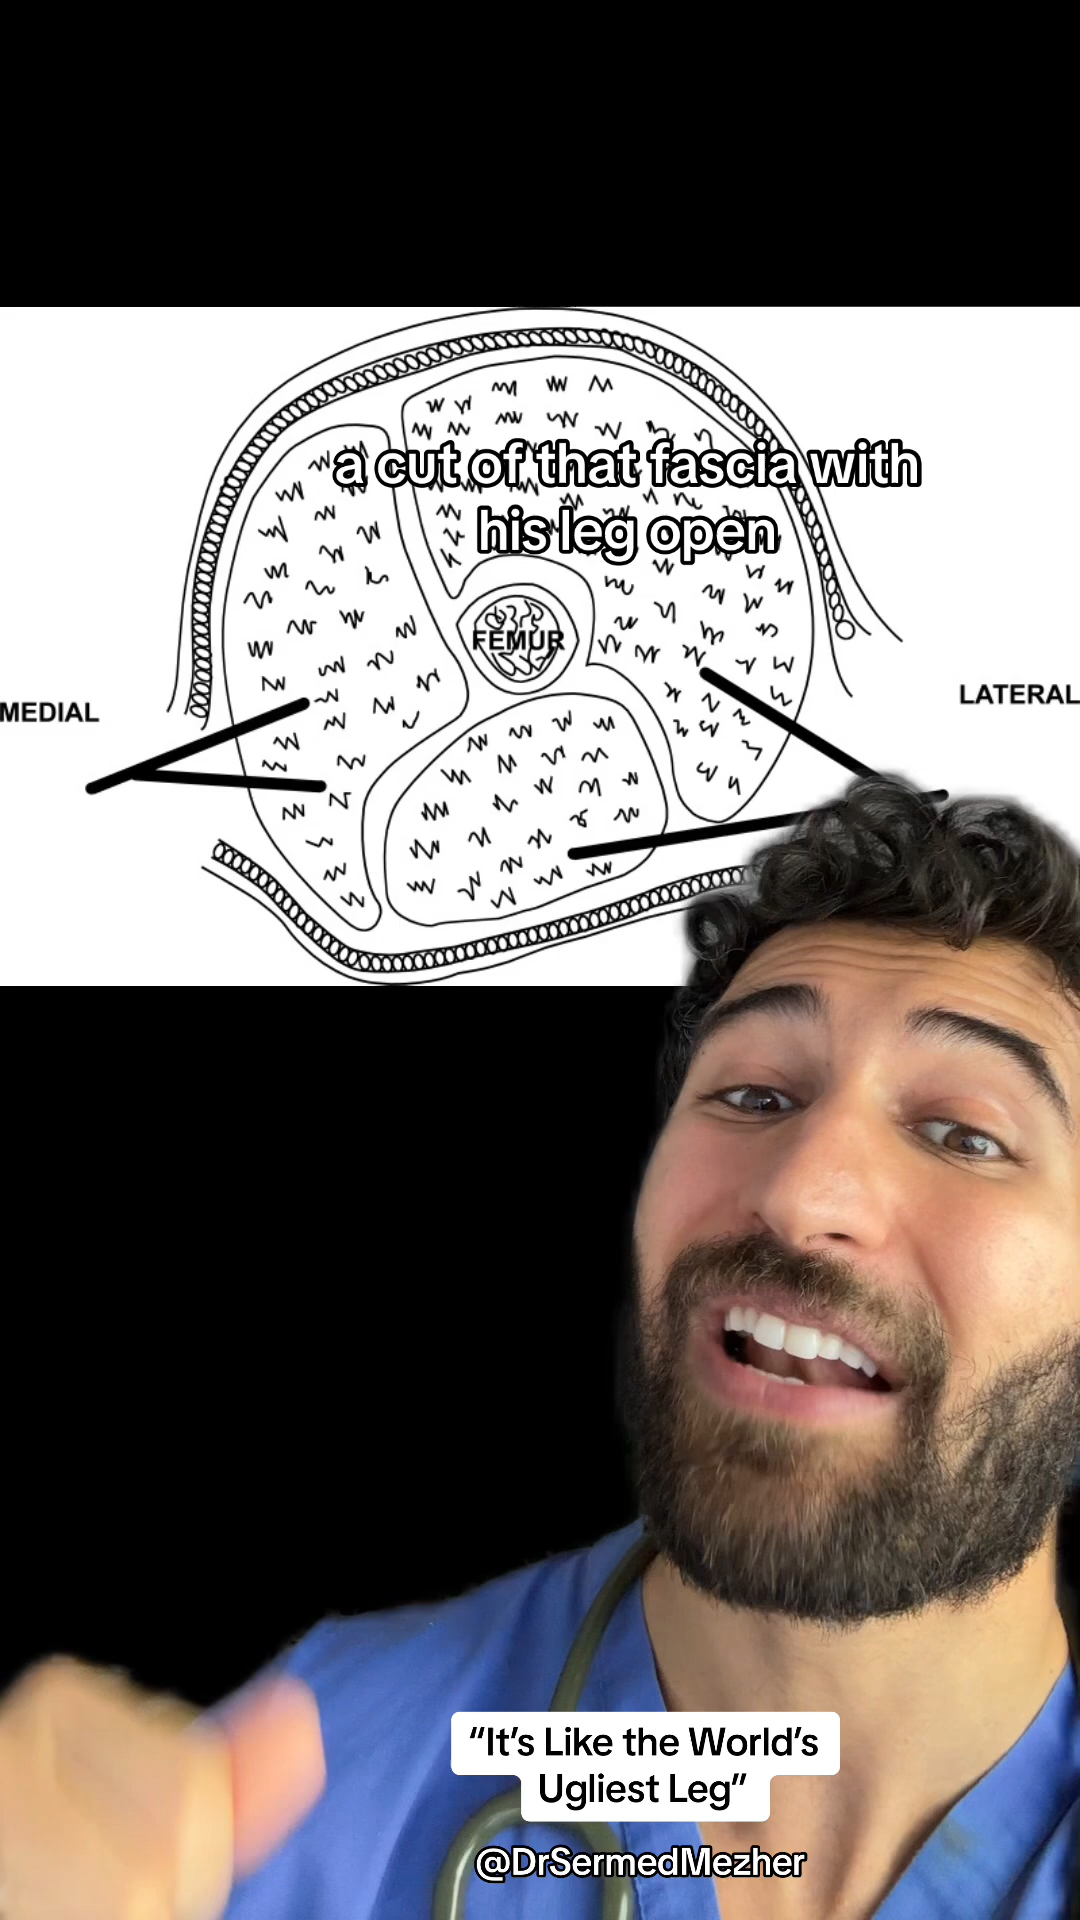 a cut of that fascia with
his leg open
FEMUR
MEDIAL
LATERAL
“It’s Like the World’s
Ugliest Leg”
@DrSermedMezher